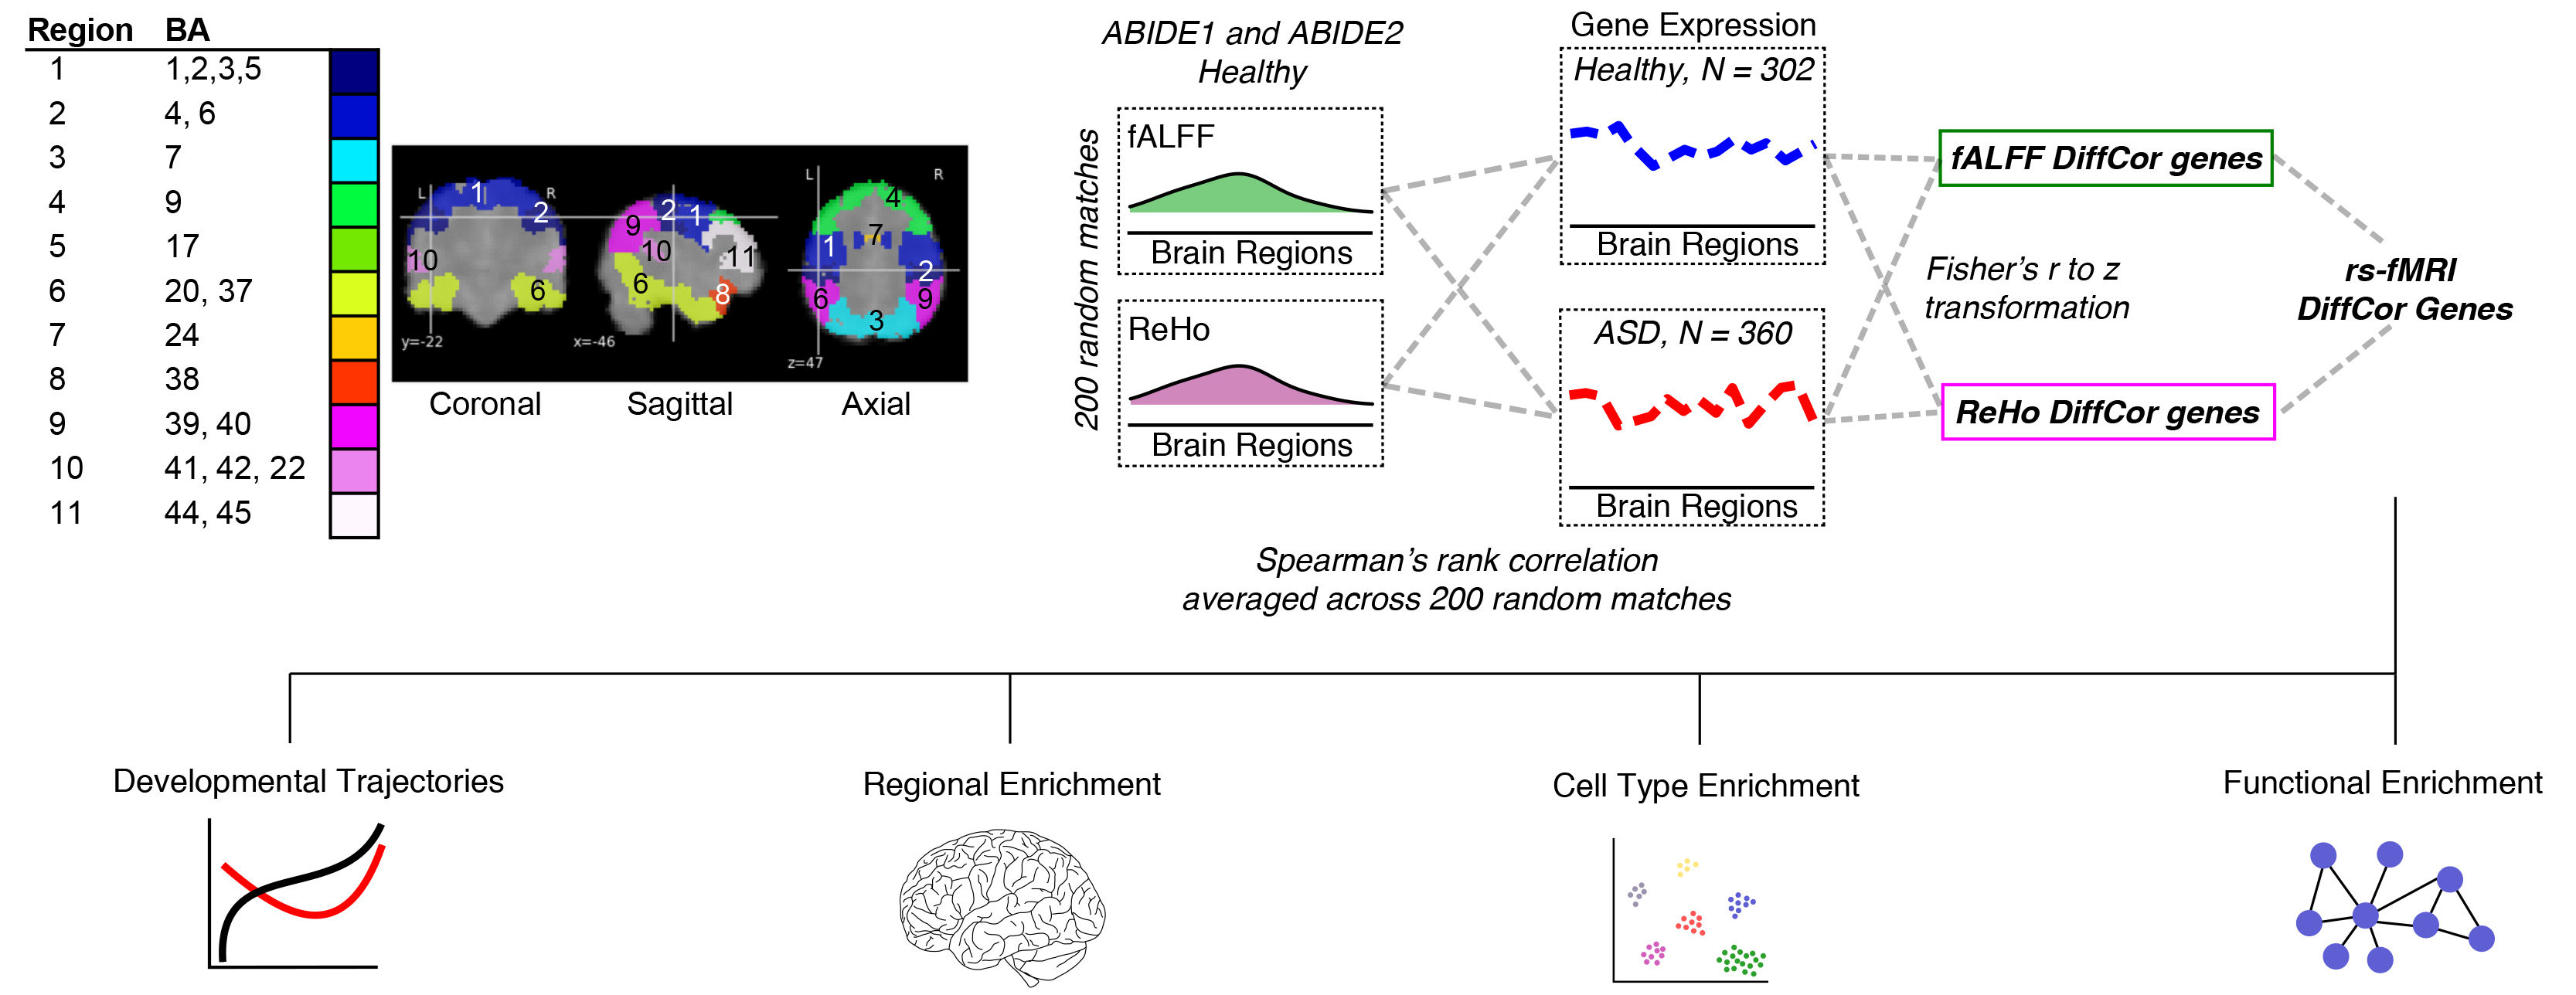 Region BA
1 1,2,3,5
2 4, 6
3 7
4 9
5 17
6 20, 37
7 24
8 38
9 39, 40
10 41, 42, 22
11 44, 45
L 1 R
2
10
6
y=-22
2 1
9
10 11
6
8
x=-46
L R
4
7
1
2
6 9
3
z=47
Coronal
Sagittal
Axial
ABIDE1 and ABIDE2
Healthy
200 random matches
fALFF
Brain Regions
ReHo
Brain Regions
Gene Expression
Healthy, N = 302
Brain Regions
ASD, N = 360
Brain Regions
Spearman's rank correlation
averaged across 200 random matches
fALFF DiffCor genes
Fisher's r to z
transformation
ReHo DiffCor genes
rs-fMRI
DiffCor Genes
Developmental Trajectories
Regional Enrichment
Cell Type Enrichment
Functional Enrichment